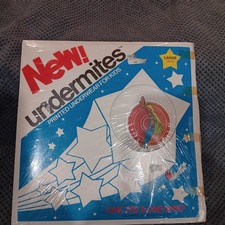 New!
LARGE
undermites
PRINTED UNDERWEAR FOR KIDS